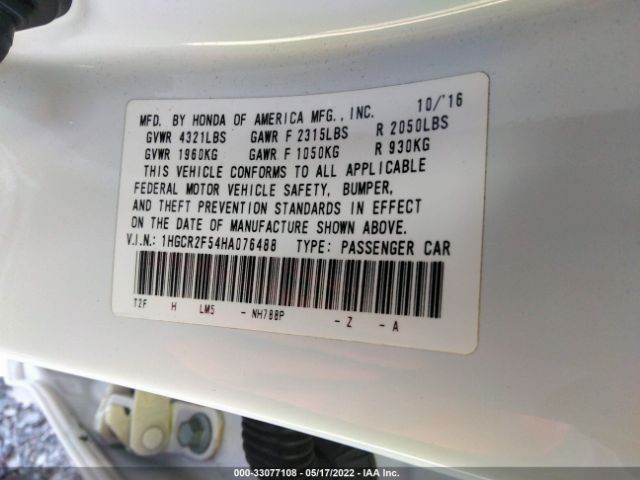 MFD. BY HONDA OF AMERICA MFG., INC. 10/'16
GVWR 4321LBS GAWR F 2315LBS R 2050LBS
GVWR 1960KG GAWR F 1050KG R 930KG
THIS VEHICLE CONFORMS TO ALL APPLICABLE
FEDERAL MOTOR VEHICLE SAFETY, BUMPER,
AND THEFT PREVENTION STANDARDS IN EFFECT
ON THE DATE OF MANUFACTURE SHOWN ABOVE.
V.I.N.: 1HGCR2F54HA076488 TYPE: PASSENGER CAR
T2F H LM5 - NH788P - Z - A
000-33077108 - 05/17/2022 - IAA Inc.